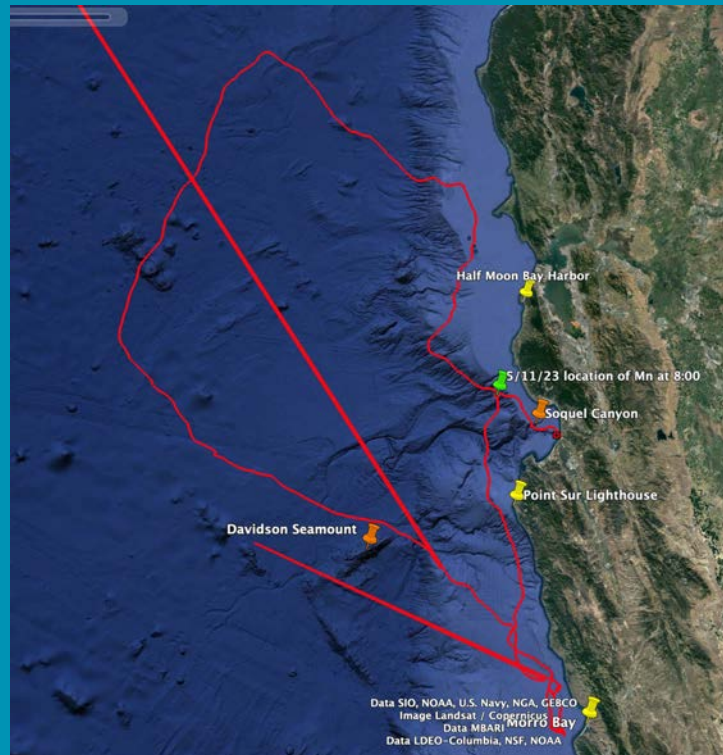 Half Moon Bay Harbor
5/11/23 location of Mn at 8:00
Soquel Canyon
Point Sur Lighthouse
Davidson Seamount
Data SIO, NOAA, U.S. Navy, NGA, GEBCO
Image Landsat / Copernicus
Morro Bay
Data MBARI
Data LDEO-Columbia, NSF, NOAA